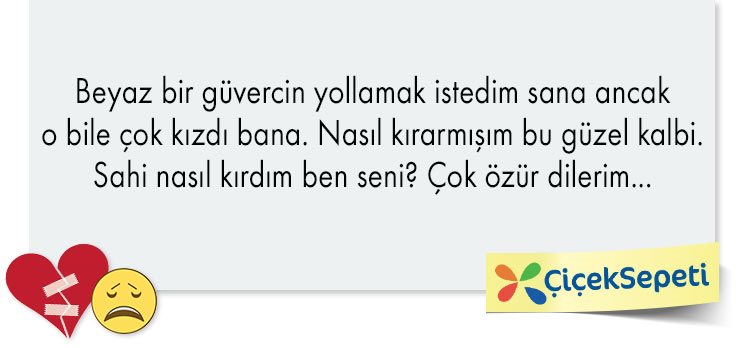 Beyaz bir güvercin yollamak istedim sana ancak
o bile çok kızdı bana. Nasıl kırarmışım bu güzel kalbi.
Sahi nasıl kırdım ben seni? Çok özür dilerim...
ÇiçekSepeti